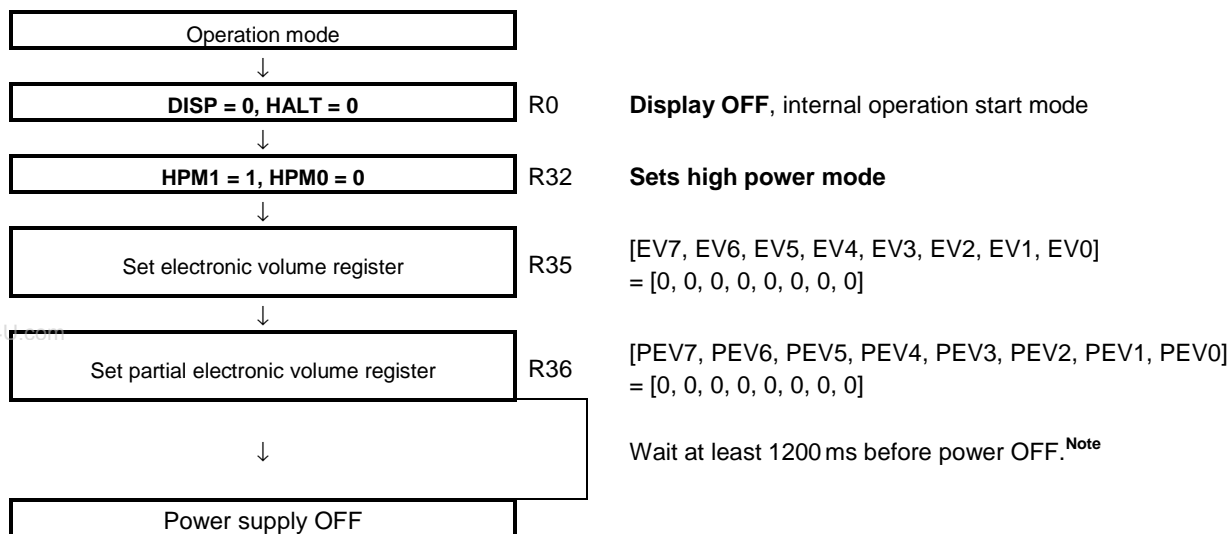 Operation mode
↓
DISP = 0, HALT = 0 R0 Display OFF, internal operation start mode
↓
HPM1 = 1, HPM0 = 0 R32 Sets high power mode
↓
Set electronic volume register R35 [EV7, EV6, EV5, EV4, EV3, EV2, EV1, EV0]
= [0, 0, 0, 0, 0, 0, 0, 0]
↓
U.com
Set partial electronic volume register R36 [PEV7, PEV6, PEV5, PEV4, PEV3, PEV2, PEV1, PEV0]
= [0, 0, 0, 0, 0, 0, 0, 0]
↓ Wait at least 1200 ms before power OFF.Note
Power supply OFF